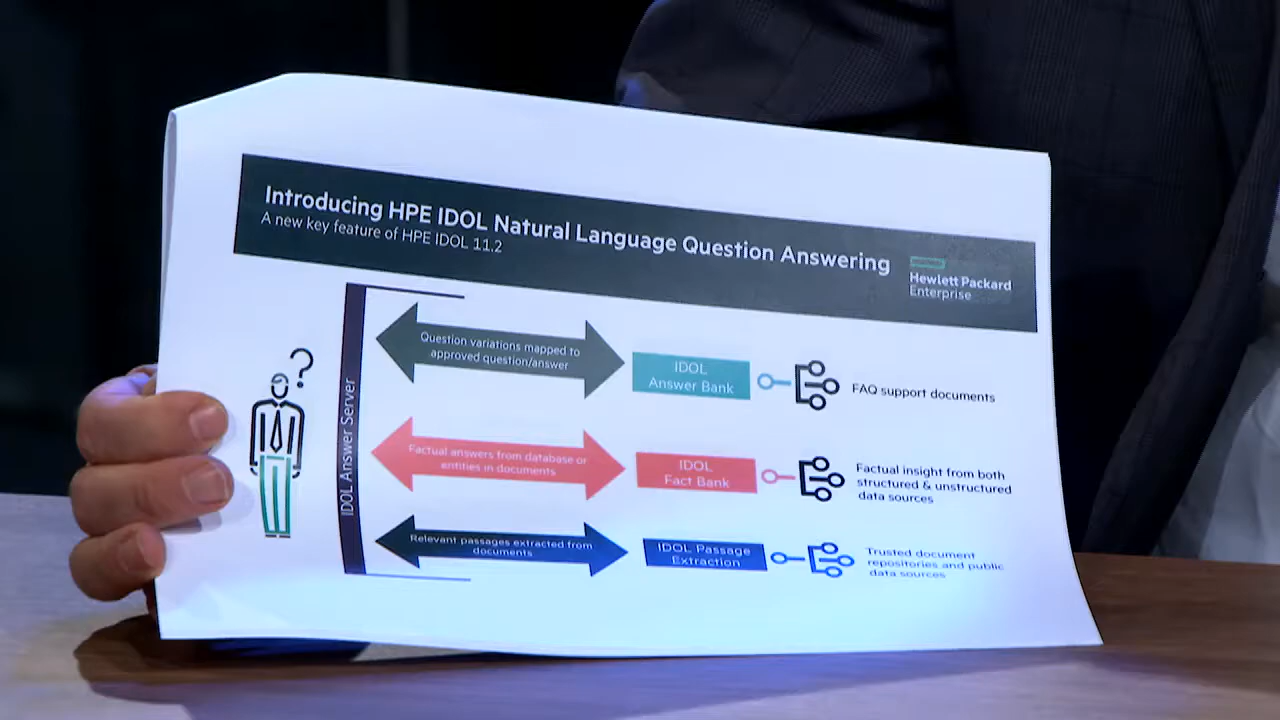 Introducing HPE IDOL Natural Language Question Answering
A new key feature of HPE IDOL 11.2
Hewlett Packard
Enterprise
?
IDOL Answer Server
Question variations mapped to
approved question/answer
IDOL
Answer Bank
FAQ support documents
Factual answers from database or
entities in documents
IDOL
Fact Bank
Factual insight from both
structured & unstructured
data sources
Relevant passages extracted from
documents
IDOL Passage
Extraction
Trusted document
repositories and public
data sources